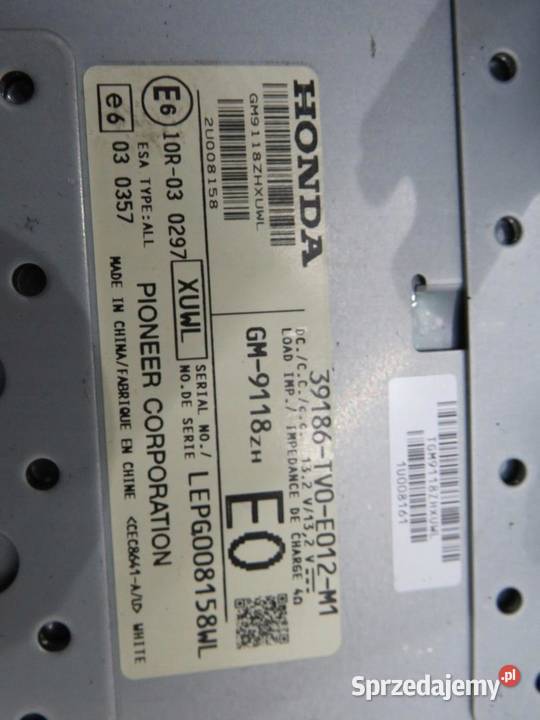 HONDA
39186-TV0-E012-M1
D.C./C.C./c.c. 13.2 V/13,2 V
LOAD IMP./ IMPEDANCE DE CHARGE 4Ω
GM9118ZHXUWL
2U008158
GM-9118ZH
E0
E6 10R-03 0297
XUWL
SERIAL NO./
NO.DE SERIE
LEPG008158WL
e6 03 0357
ESA TYPE:ALL
PIONEER CORPORATION
MADE IN CHINA/FABRIQUE EN CHINE
<CEC8641-A/U> WHITE
TGM9118ZHXUWL
1U008161
Sprzedajemy.pl